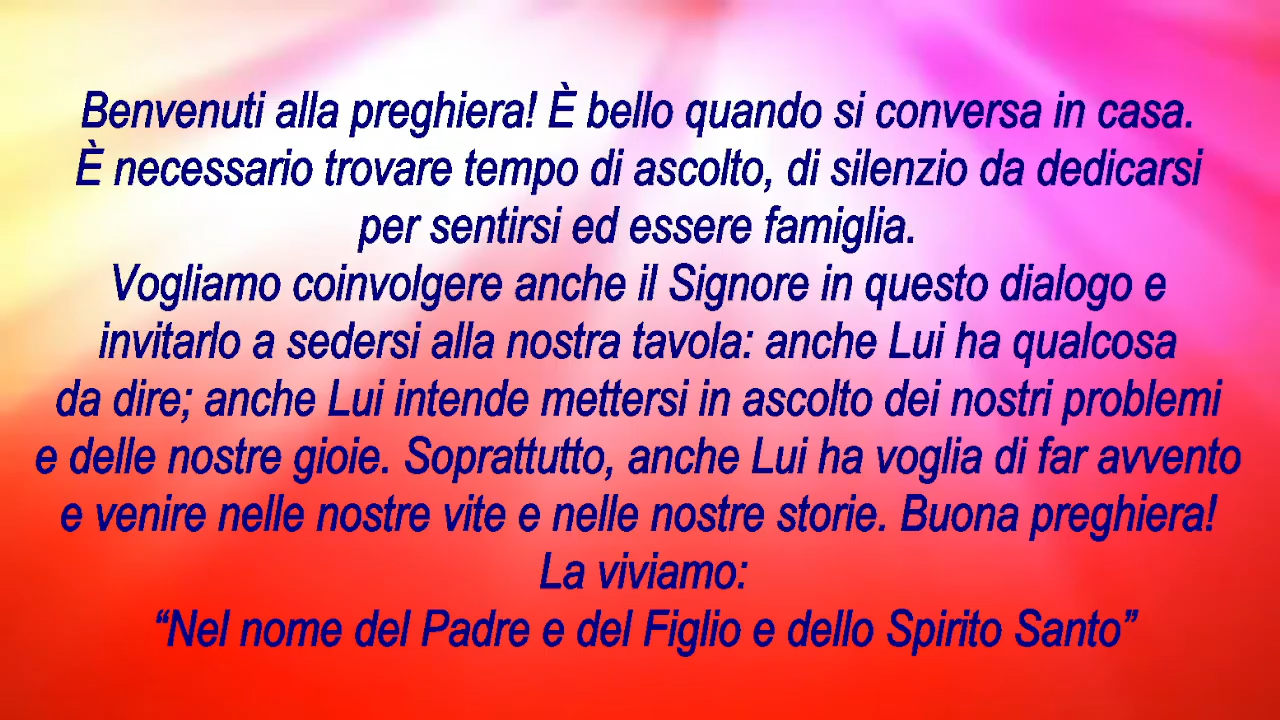 Benvenuti alla preghiera! È bello quando si conversa in casa.
È necessario trovare tempo di ascolto, di silenzio da dedicarsi
per sentirsi ed essere famiglia.
Vogliamo coinvolgere anche il Signore in questo dialogo e
invitarlo a sedersi alla nostra tavola: anche Lui ha qualcosa
da dire; anche Lui intende mettersi in ascolto dei nostri problemi
e delle nostre gioie. Soprattutto, anche Lui ha voglia di far avvento
e venire nelle nostre vite e nelle nostre storie. Buona preghiera!
La viviamo:
“Nel nome del Padre e del Figlio e dello Spirito Santo”